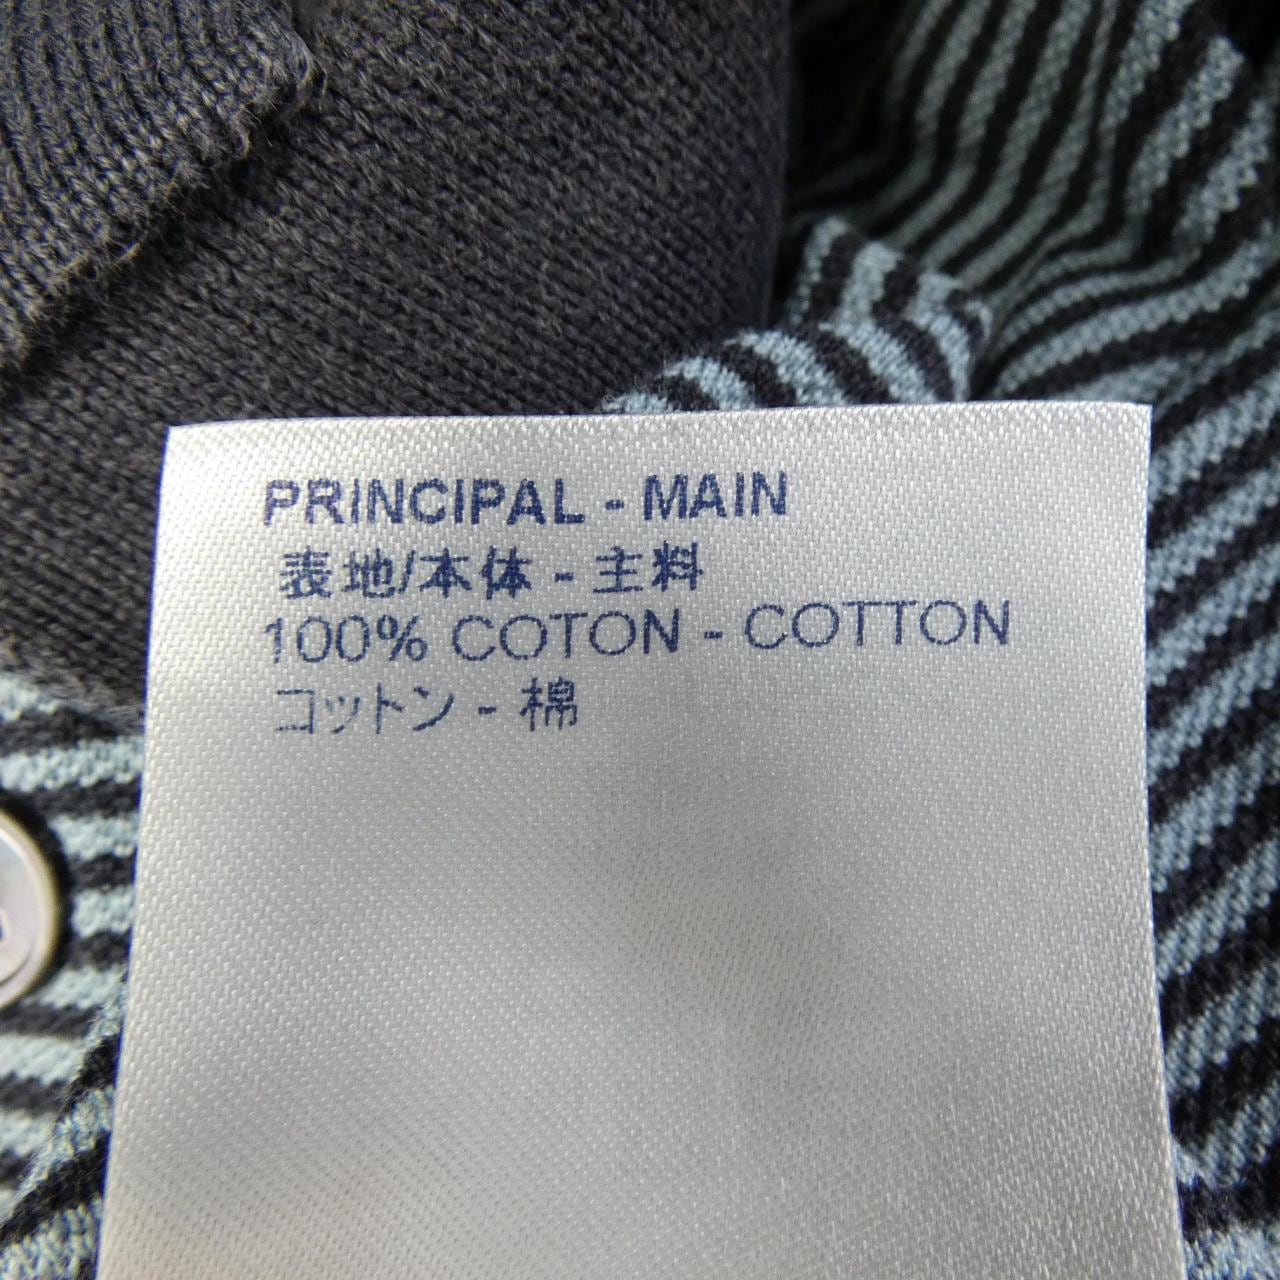 PRINCIPAL - MAIN
表地/本体 - 主料
100% COTON - COTTON
コットン - 棉